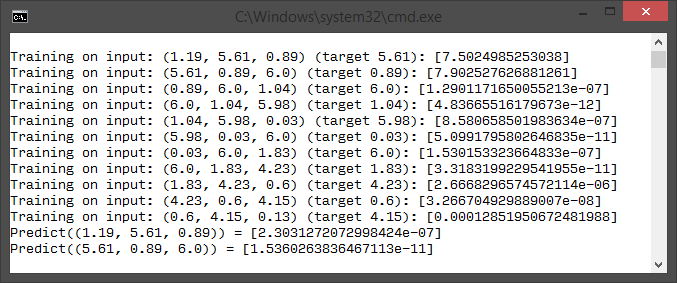 C:\Windows\system32\cmd.exe
Training on input: (1.19, 5.61, 0.89) (target 5.61): [7.5024985253038]
Training on input: (5.61, 0.89, 6.0) (target 0.89): [7.902527626881261]
Training on input: (0.89, 6.0, 1.04) (target 6.0): [1.2901171650055213e-07]
Training on input: (6.0, 1.04, 5.98) (target 1.04): [4.83665516179673e-12]
Training on input: (1.04, 5.98, 0.03) (target 5.98): [8.580658501983634e-07]
Training on input: (5.98, 0.03, 6.0) (target 0.03): [5.0991795802646835e-11]
Training on input: (0.03, 6.0, 1.83) (target 6.0): [1.530153323664833e-07]
Training on input: (6.0, 1.83, 4.23) (target 1.83): [3.3183199229541955e-11]
Training on input: (1.83, 4.23, 0.6) (target 4.23): [2.6668296574572114e-06]
Training on input: (4.23, 0.6, 4.15) (target 0.6): [3.266704929889007e-08]
Training on input: (0.6, 4.15, 0.13) (target 4.15): [0.00012851950672481988]
Predict((1.19, 5.61, 0.89)) = [2.3031272072998424e-07]
Predict((5.61, 0.89, 6.0)) = [1.5360263836467113e-11]